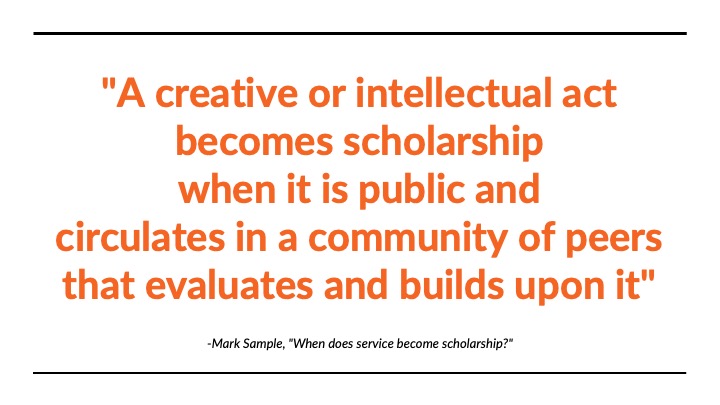 "A creative or intellectual act
becomes scholarship
when it is public and
circulates in a community of peers
that evaluates and builds upon it"
-Mark Sample, "When does service become scholarship?"